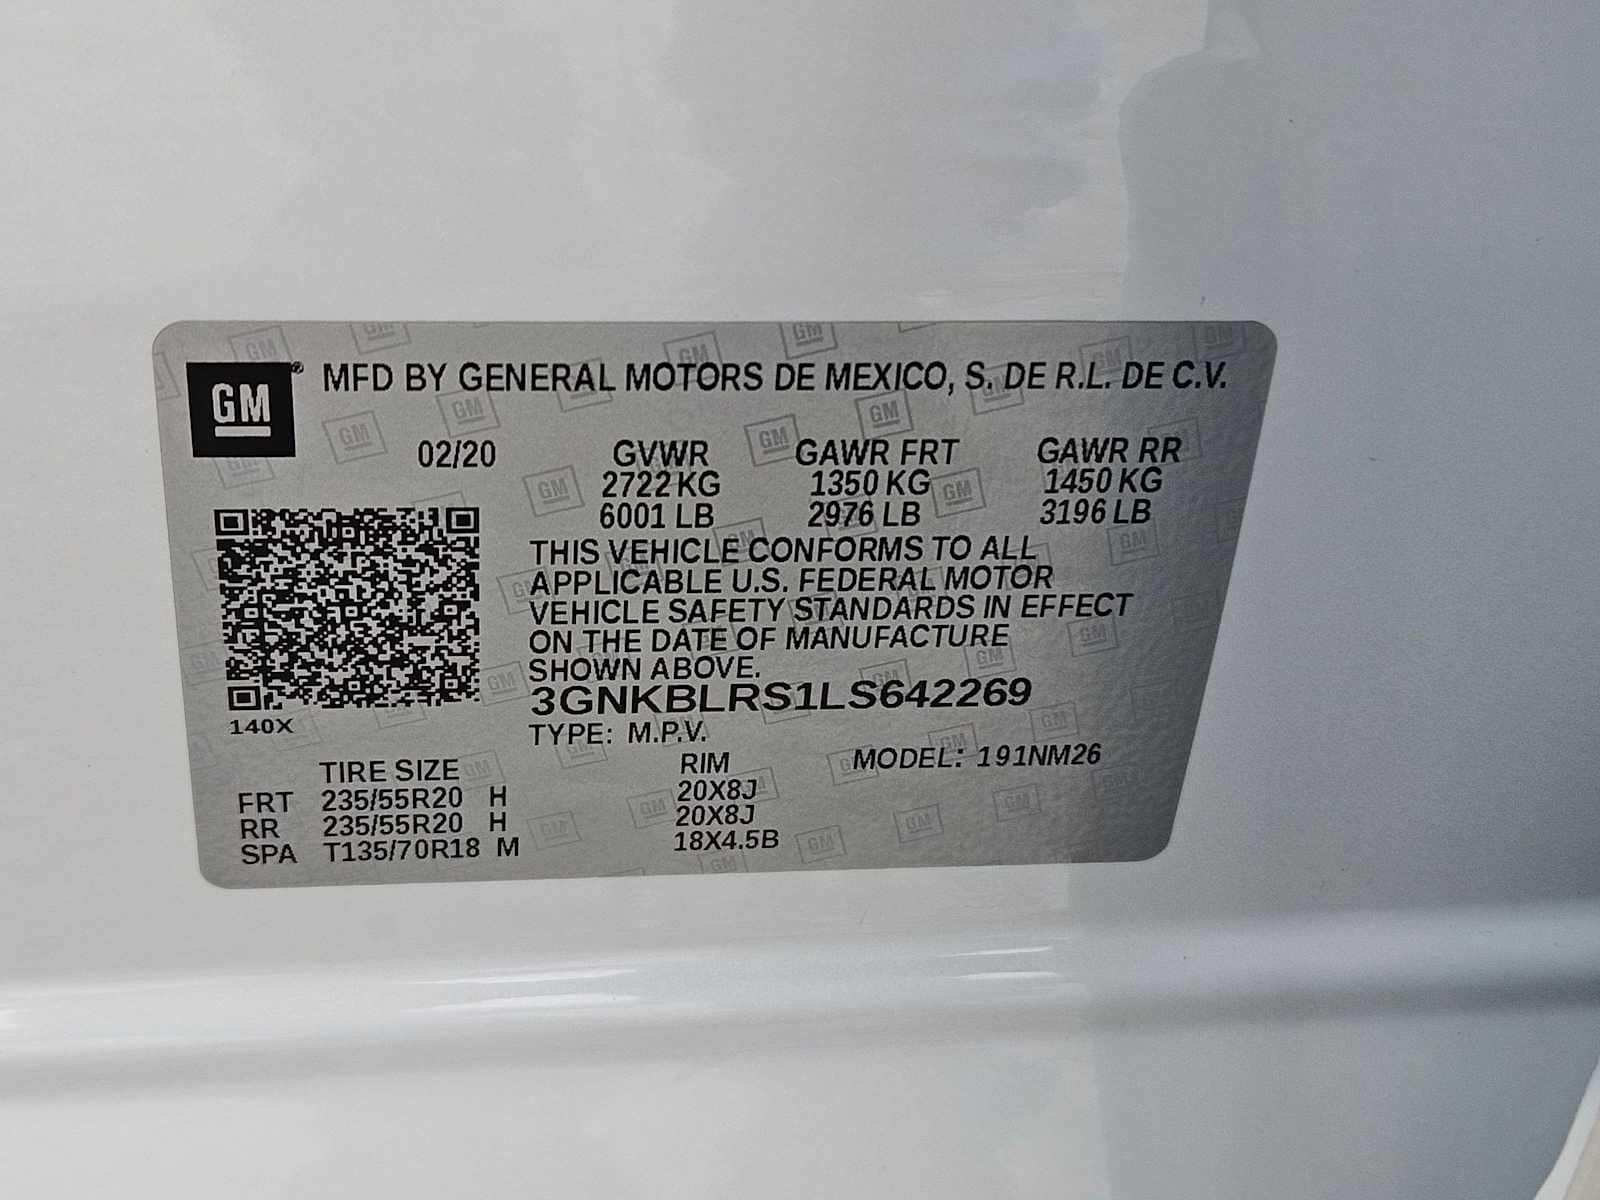 GM® MFD BY GENERAL MOTORS DE MEXICO, S. DE R.L. DE C.V.
02/20 GVWR GAWR FRT GAWR RR
2722 KG 1350 KG 1450 KG
6001 LB 2976 LB 3196 LB
THIS VEHICLE CONFORMS TO ALL
APPLICABLE U.S. FEDERAL MOTOR
VEHICLE SAFETY STANDARDS IN EFFECT
ON THE DATE OF MANUFACTURE
SHOWN ABOVE.
3GNKBLRS1LS642269
140X
TYPE: M.P.V.
MODEL: 191NM26
TIRE SIZE RIM
FRT 235/55R20 H 20X8J
RR 235/55R20 H 20X8J
SPA T135/70R18 M 18X4.5B